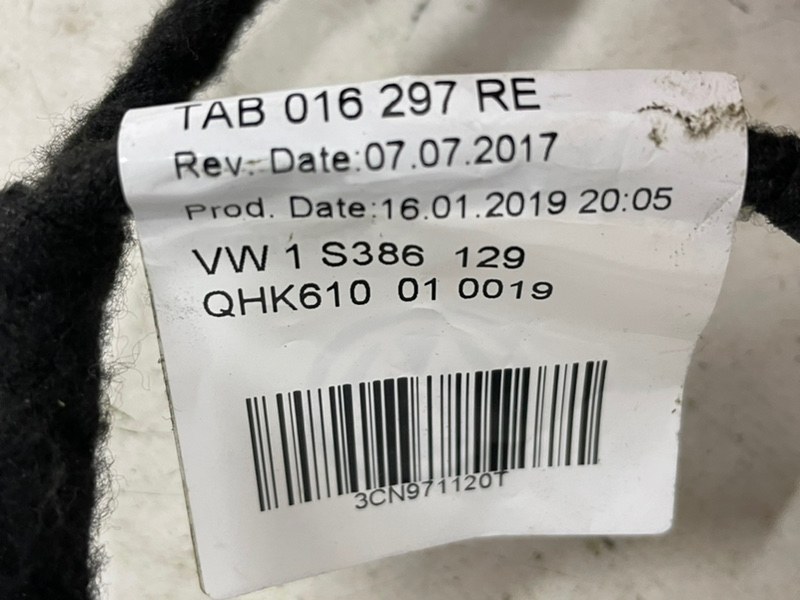 TAB 016 297 RE
Rev. Date:07.07.2017
Prod. Date:16.01.2019 20:05
VW 1 S386 129
QHK610 01 0019
3CN971120T